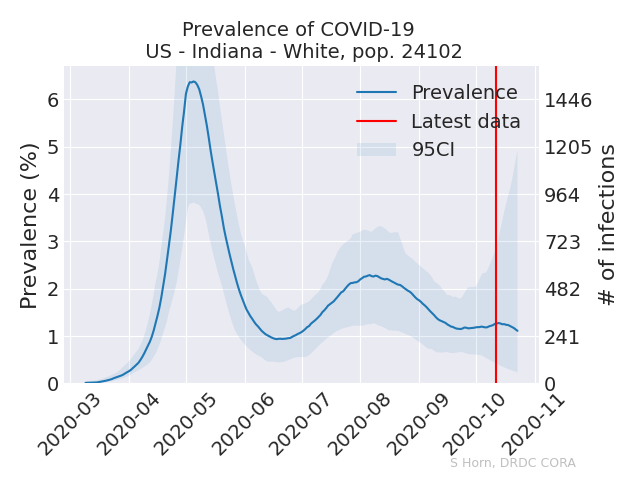 Prevalence of COVID-19
US - Indiana - White, pop. 24102
Prevalence
Latest data
95CI
Prevalence (%)
6
5
4
3
2
1
0
1446
1205
964
723
482
241
0
# of infections
2020-03
2020-04
2020-05
2020-06
2020-07
2020-08
2020-09
2020-10
2020-11
S Horn, DRDC CORA